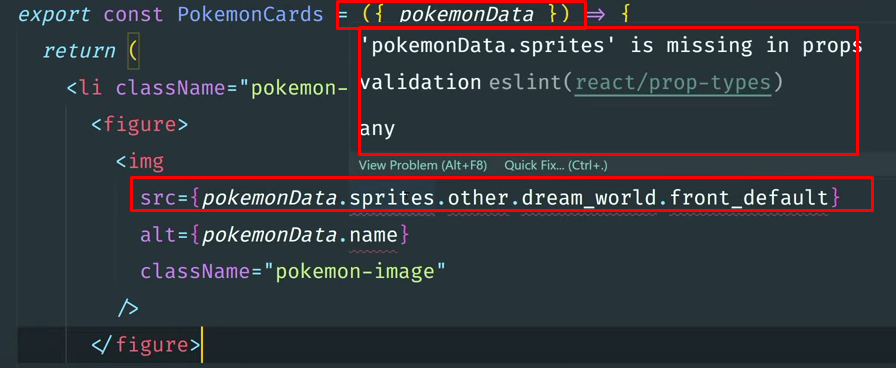 export const PokemonCards = ({ pokemonData }) => {
return (
'pokemonData.sprites' is missing in props
validation eslint(react/prop-types)
any
View Problem (Alt+F8) Quick Fix... (Ctrl+.)
<li className="pokemon-
<figure>
<img
src={pokemonData.sprites.other.dream_world.front_default}
alt={pokemonData.name}
className="pokemon-image"
/>
</figure>